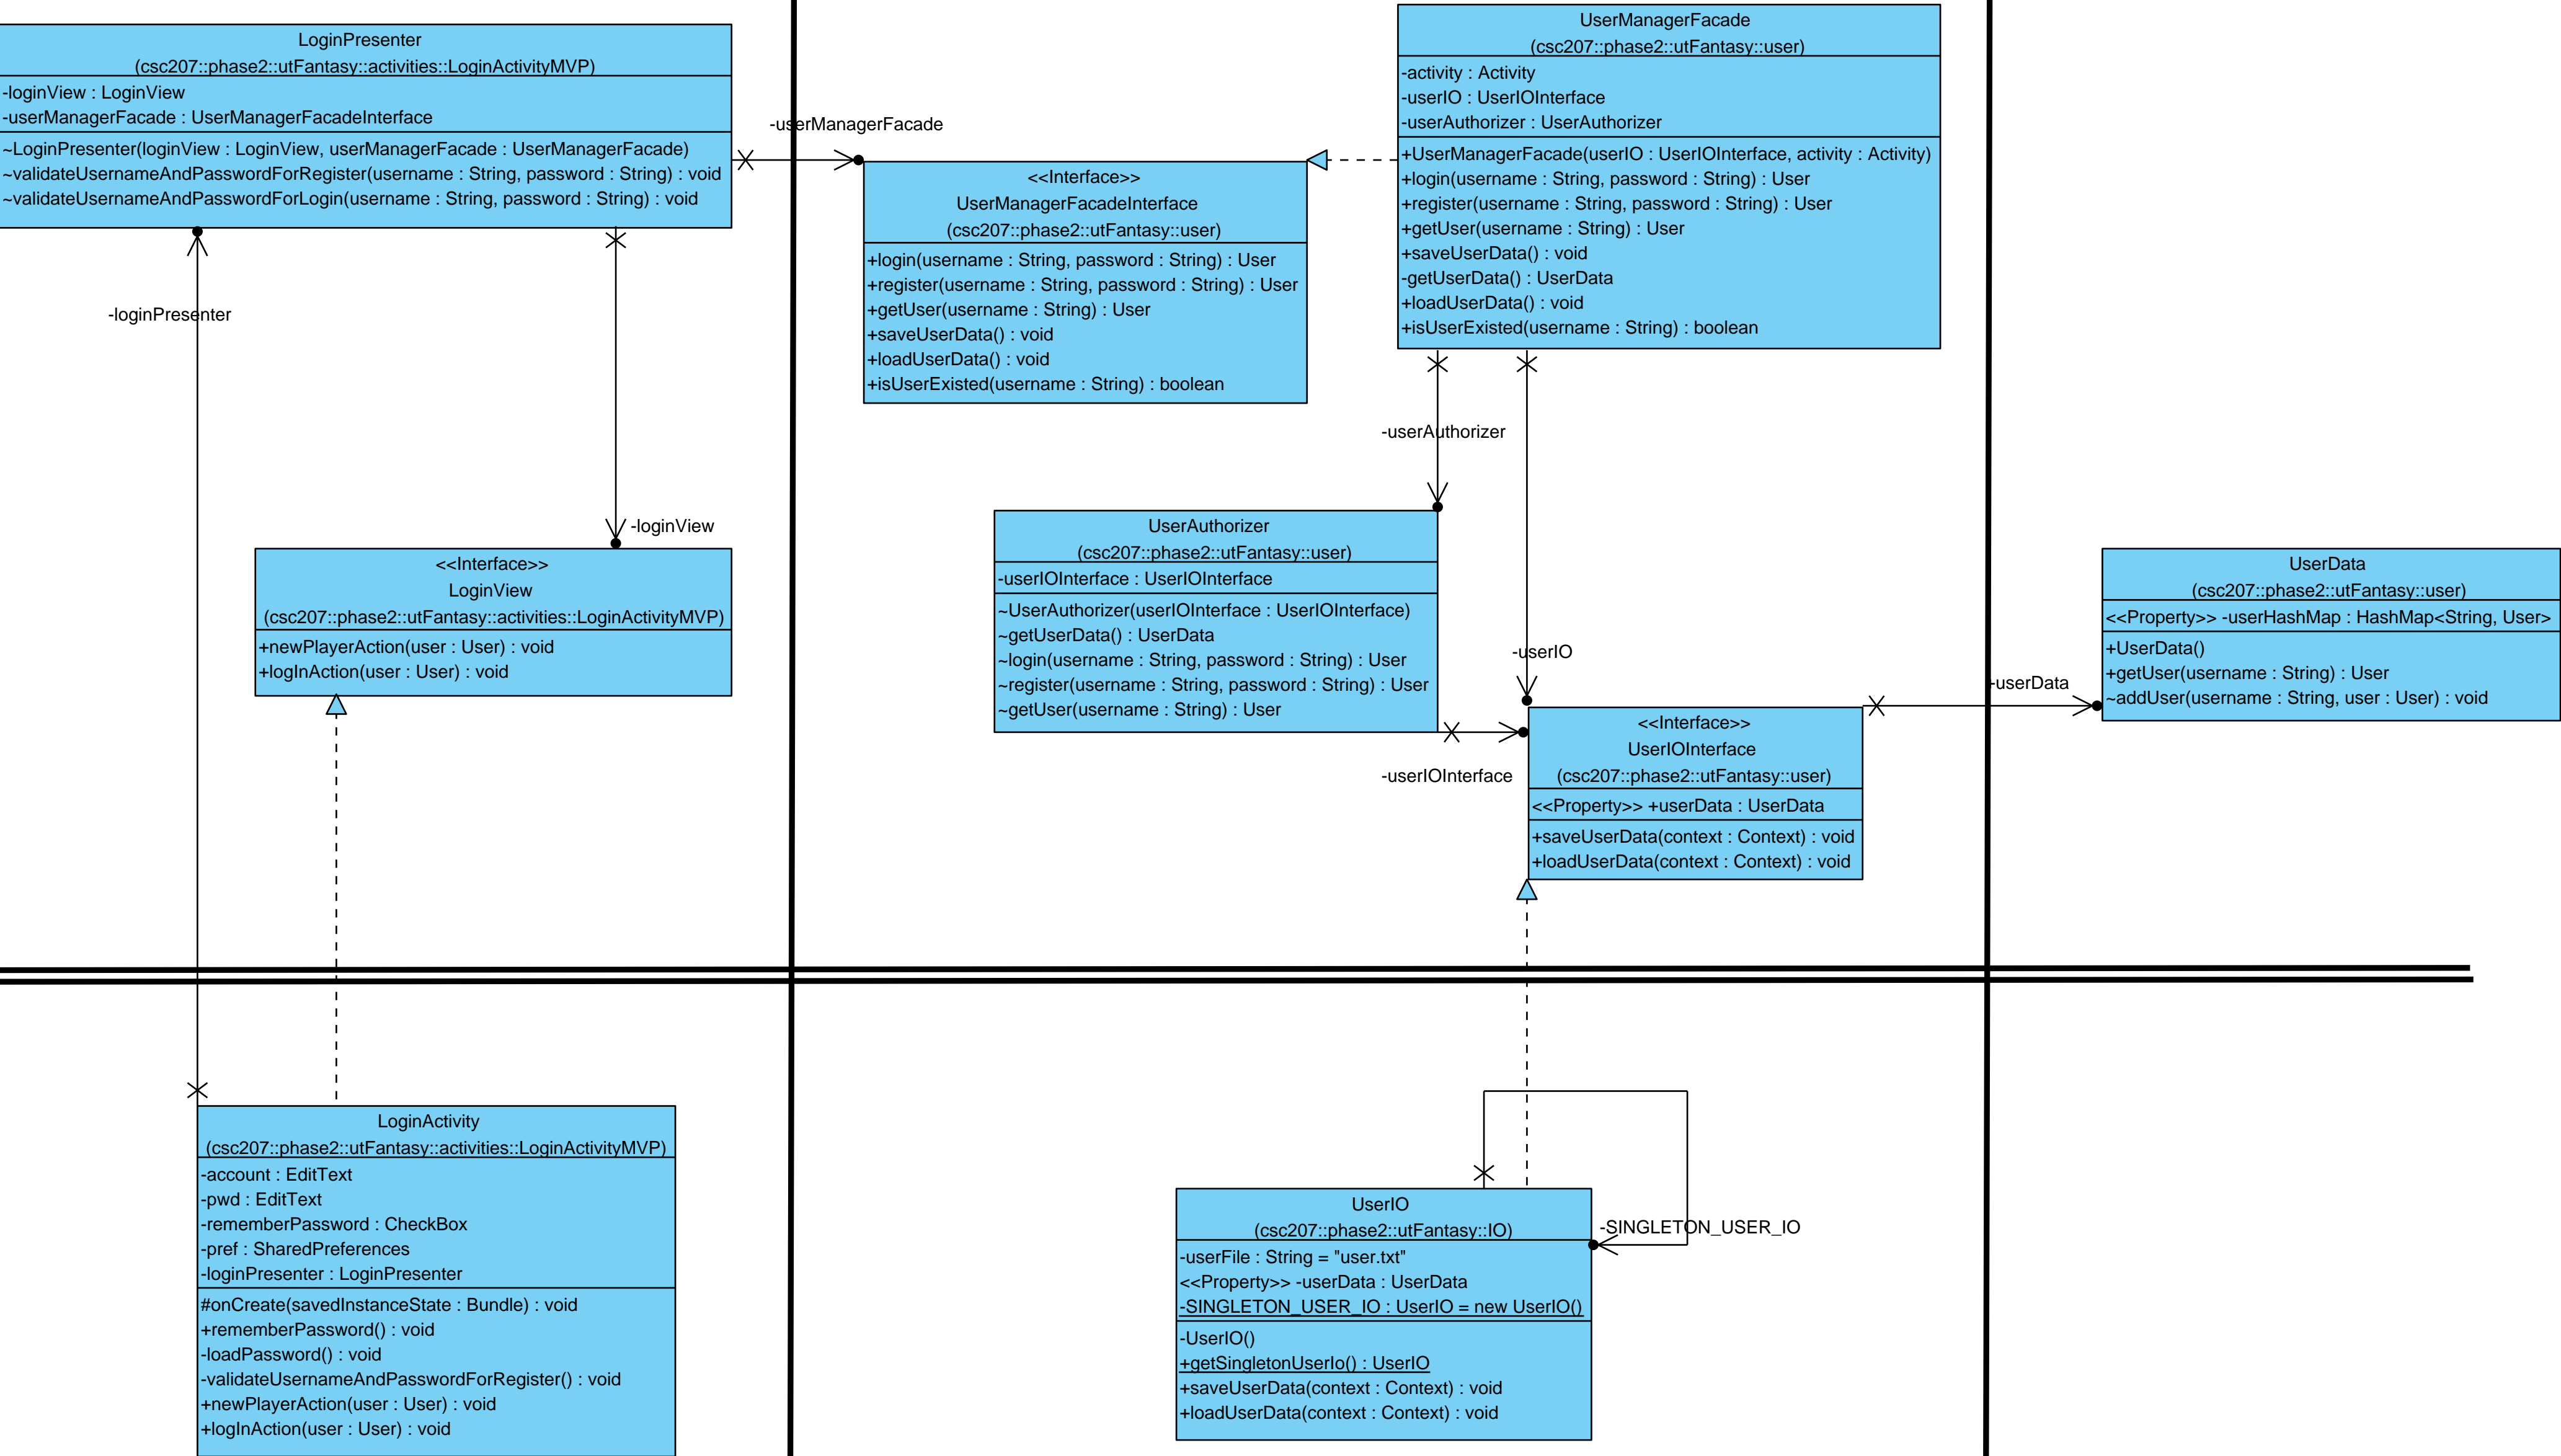 LoginPresenter
(csc207::phase2::utFantasy::activities::LoginActivityMVP)
-loginView : LoginView
-userManagerFacade : UserManagerFacadeInterface
~LoginPresenter(loginView : LoginView, userManagerFacade : UserManagerFacade)
~validateUsernameAndPasswordForRegister(username : String, password : String) : void
~validateUsernameAndPasswordForLogin(username : String, password : String) : void
-userManagerFacade
<<Interface>>
UserManagerFacadeInterface
(csc207::phase2::utFantasy::user)
+login(username : String, password : String) : User
+register(username : String, password : String) : User
+getUser(username : String) : User
+saveUserData() : void
+loadUserData() : void
+isUserExisted(username : String) : boolean
UserManagerFacade
(csc207::phase2::utFantasy::user)
-activity : Activity
-userIO : UserIOInterface
-userAuthorizer : UserAuthorizer
+UserManagerFacade(userIO : UserIOInterface, activity : Activity)
+login(username : String, password : String) : User
+register(username : String, password : String) : User
+getUser(username : String) : User
+saveUserData() : void
-getUserData() : UserData
+loadUserData() : void
+isUserExisted(username : String) : boolean
-loginPresenter
-loginView
-userAuthorizer
<<Interface>>
LoginView
(csc207::phase2::utFantasy::activities::LoginActivityMVP)
+newPlayerAction(user : User) : void
+logInAction(user : User) : void
UserAuthorizer
(csc207::phase2::utFantasy::user)
-userIOInterface : UserIOInterface
~UserAuthorizer(userIOInterface : UserIOInterface)
~getUserData() : UserData
~login(username : String, password : String) : User
~register(username : String, password : String) : User
~getUser(username : String) : User
-userIO
-userIOInterface
<<Interface>>
UserIOInterface
(csc207::phase2::utFantasy::user)
<<Property>> +userData : UserData
+saveUserData(context : Context) : void
+loadUserData(context : Context) : void
+userData
UserData
(csc207::phase2::utFantasy::user)
<<Property>> -userHashMap : HashMap<String, User>
+UserData()
+getUser(username : String) : User
~addUser(username : String, user : User) : void
LoginActivity
(csc207::phase2::utFantasy::activities::LoginActivityMVP)
-account : EditText
-pwd : EditText
-rememberPassword : CheckBox
-pref : SharedPreferences
-loginPresenter : LoginPresenter
#onCreate(savedInstanceState : Bundle) : void
+rememberPassword() : void
-loadPassword() : void
-validateUsernameAndPasswordForRegister() : void
+newPlayerAction(user : User) : void
+logInAction(user : User) : void
UserIO
(csc207::phase2::utFantasy::IO)
-userFile : String = "user.txt"
<<Property>> -userData : UserData
-SINGLETON_USER_IO : UserIO = new UserIO()
-UserIO()
+getSingletonUserIo() : UserIO
+saveUserData(context : Context) : void
+loadUserData(context : Context) : void
-SINGLETON_USER_IO